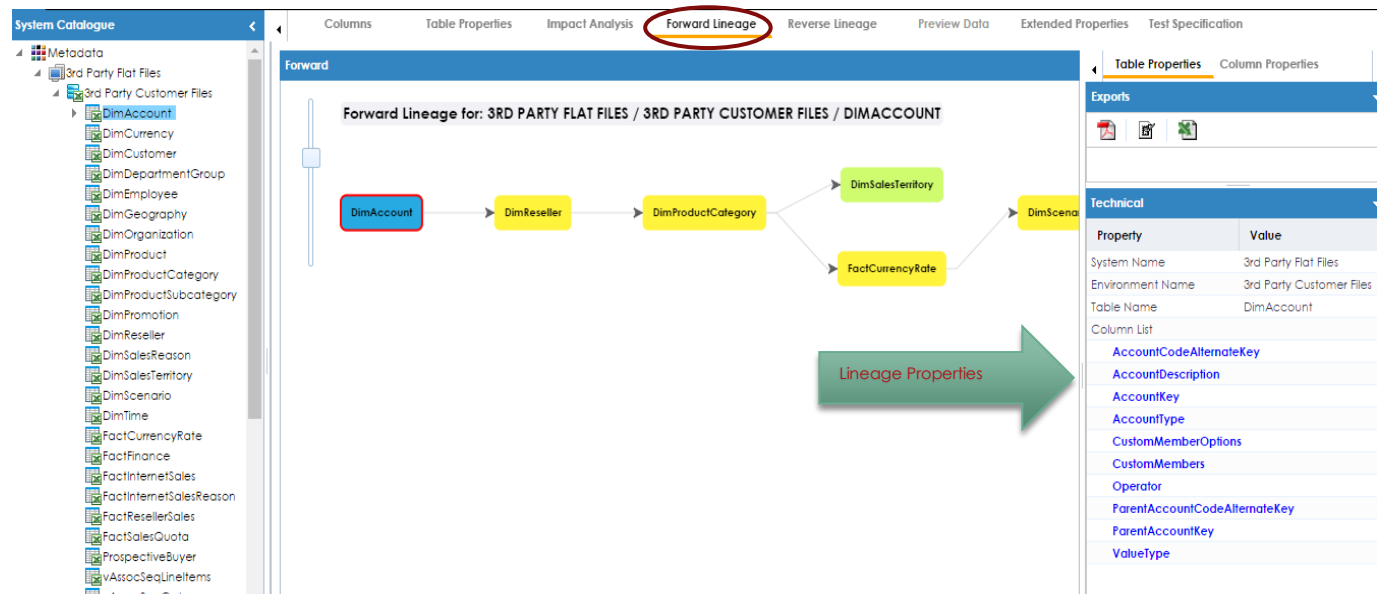 System Catalogue
Metadata
3rd Party Flat Files
3rd Party Customer Files
DimAccount
DimCurrency
DimCustomer
DimDepartmentGroup
DimEmployee
DimGeography
DimOrganization
DimProduct
DimProductCategory
DimProductSubcategory
DimPromotion
DimReseller
DimSalesReason
DimSalesTerritory
DimScenario
DimTime
FactCurrencyRate
FactFinance
FactInternetSales
FactInternetSalesReason
FactResellerSales
FactSalesQuota
ProspectiveBuyer
vAssocSeqLineItems
Columns Table Properties Impact Analysis Forward Lineage Reverse Lineage Preview Data Extended Properties Test Specification
Forward
Forward Lineage for: 3RD PARTY FLAT FILES / 3RD PARTY CUSTOMER FILES / DIMACCOUNT
DimSalesTerritory
DimAccount DimReseller DimProductCategory DimScenar
FactCurrencyRate
Lineage Properties
Table Properties Column Properties
Exports
Technical
Property Value
System Name 3rd Party Flat Files
Environment Name 3rd Party Customer Files
Table Name DimAccount
Column List
AccountCodeAlternateKey
AccountDescription
AccountKey
AccountType
CustomMemberOptions
CustomMembers
Operator
ParentAccountCodeAlternateKey
ParentAccountKey
ValueType